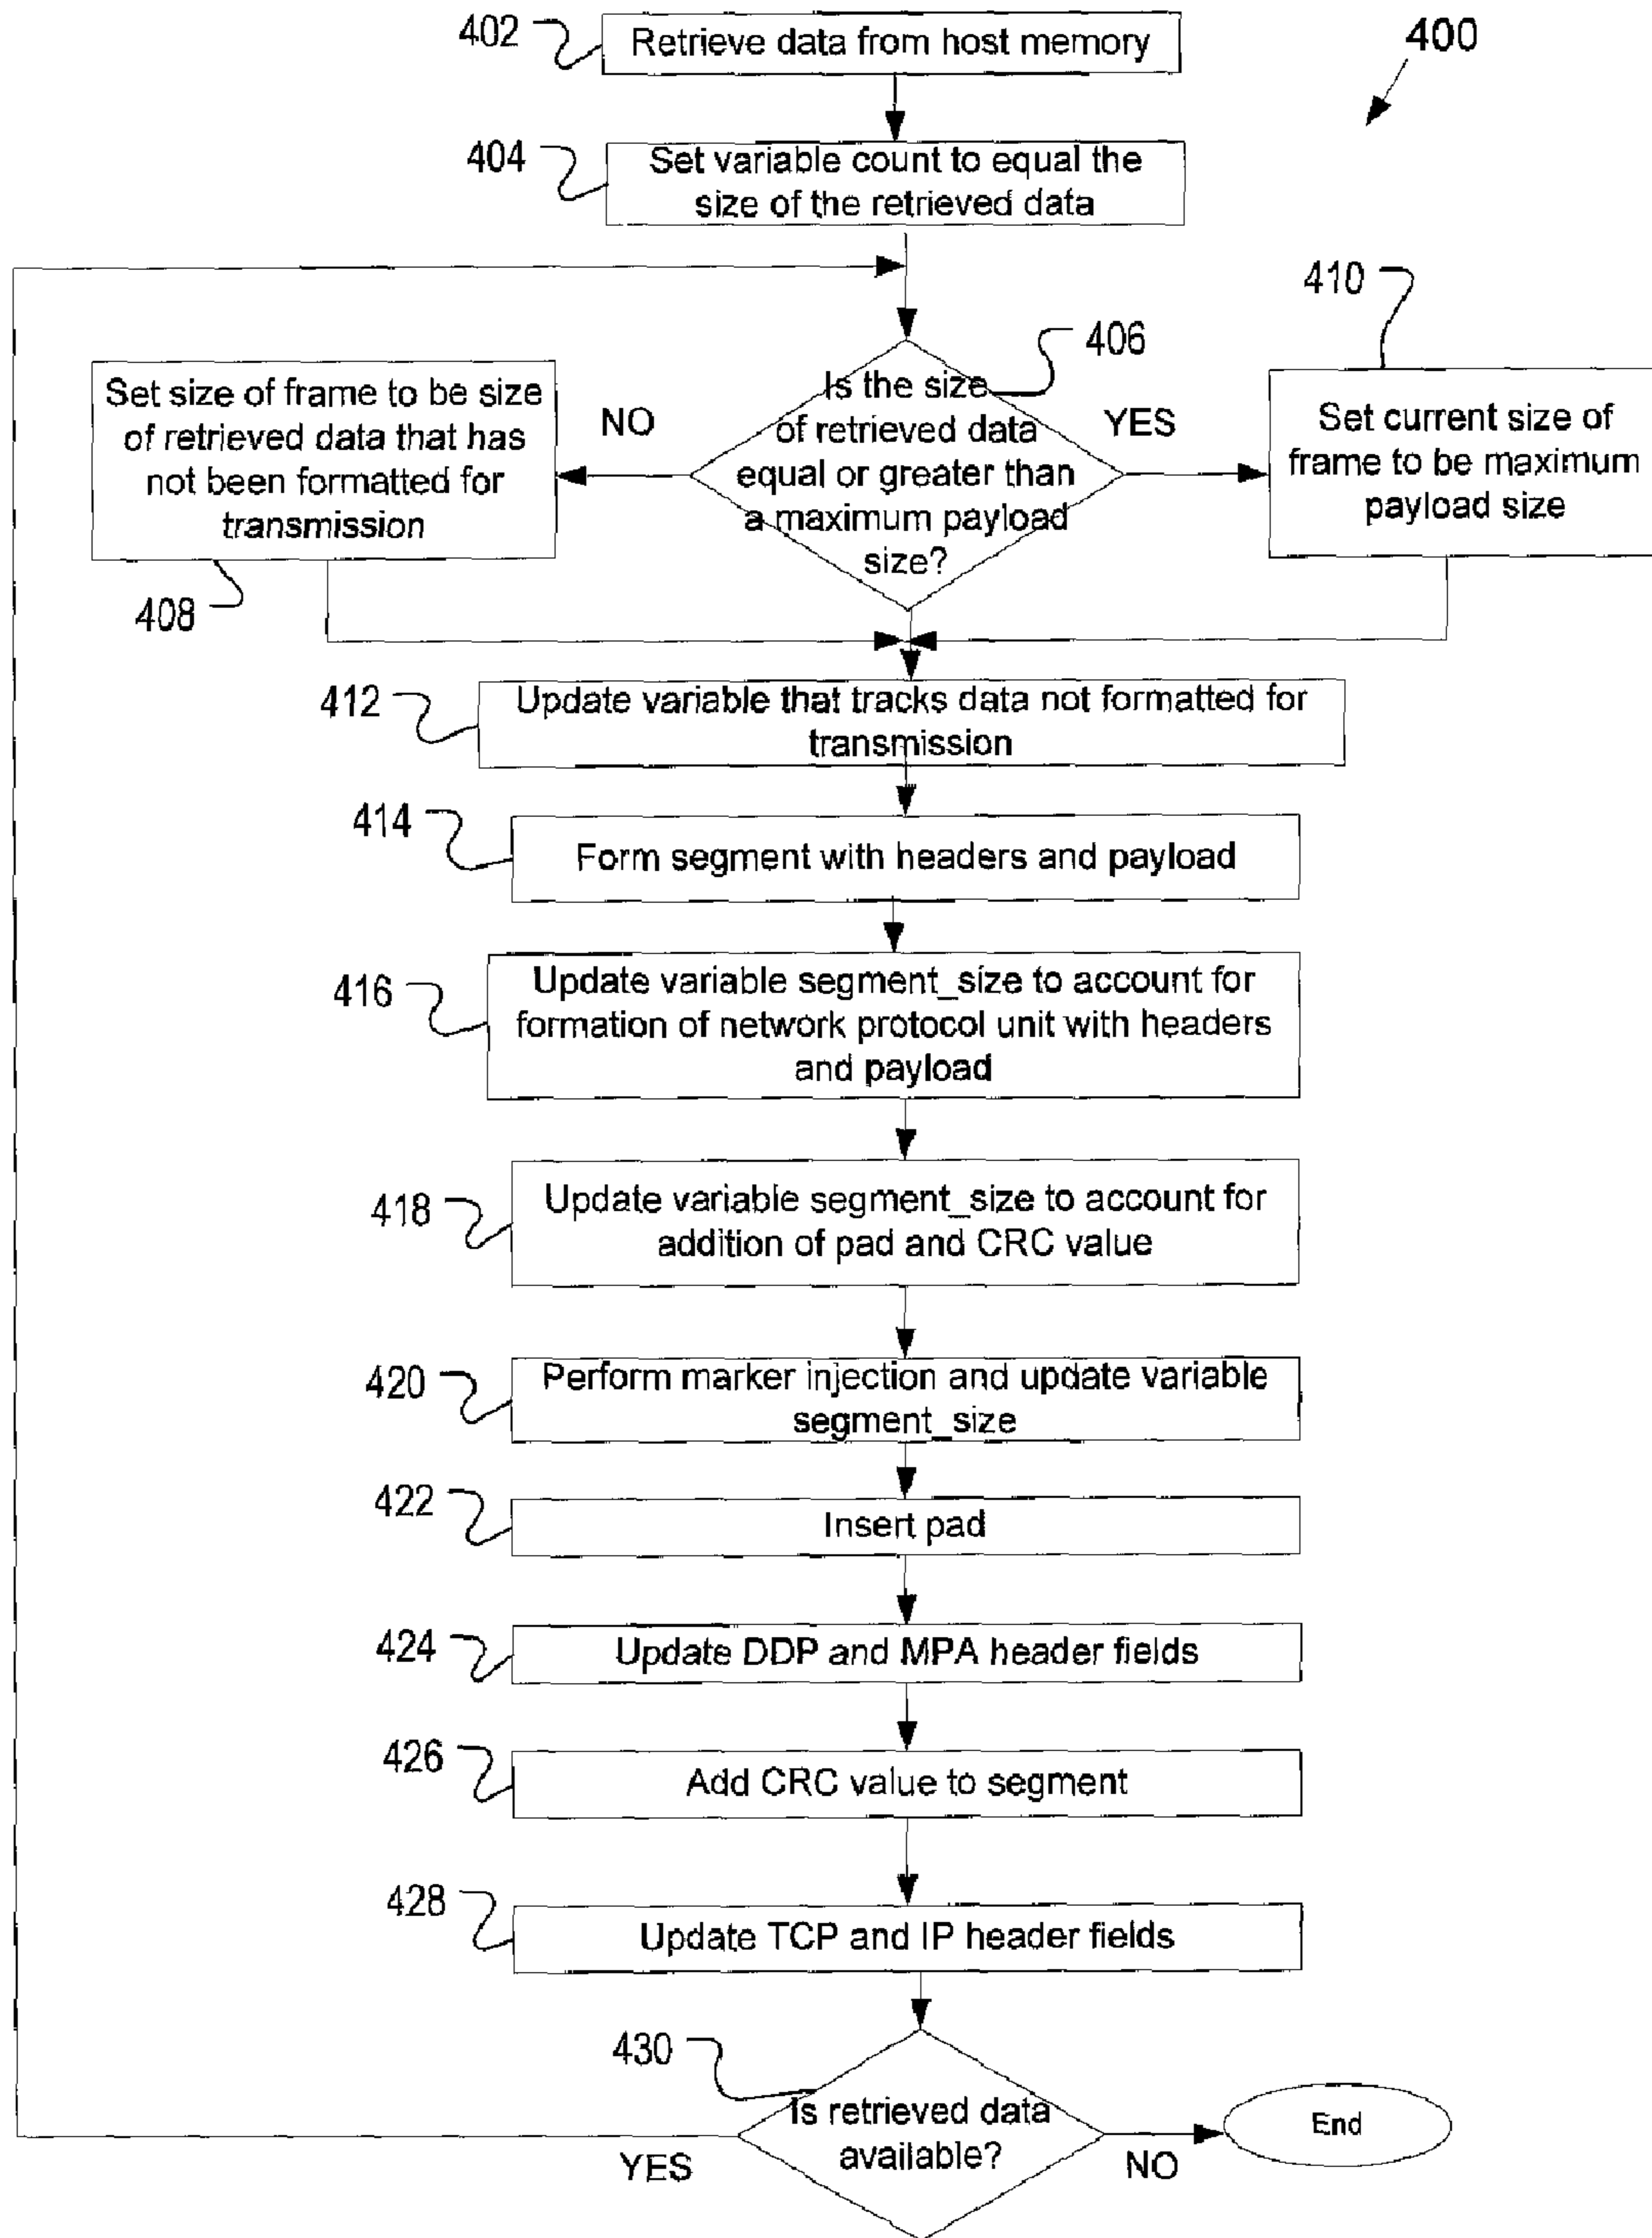 402
Retrieve data from host memory
400
404
Set variable count to equal the
size of the retrieved data
410
406
Set size of frame to be size
of retrieved data that has
not been formatted for
transmission
NO
Is the size
of retrieved data
equal or greater than
a maximum payload
size?
YES
Set current size of
frame to be maximum
payload size
408
412
Update variable that tracks data not formatted for
transmission
414
Form segment with headers and payload
416
Update variable segment_size to account for
formation of network protocol unit with headers
and payload
418
Update variable segment_size to account for
addition of pad and CRC value
420
Perform marker injection and update variable
segment_size
422
Insert pad
424
Update DDP and MPA header fields
426
Add CRC value to segment
428
Update TCP and IP header fields
430
Is retrieved data
available?
YES
NO
End